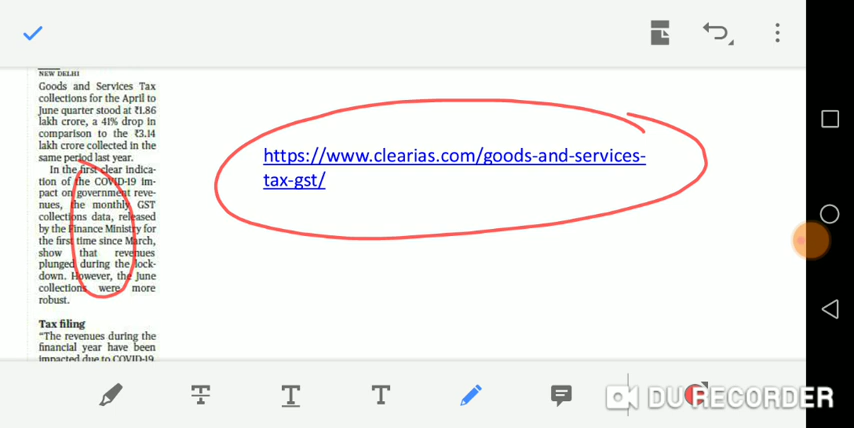 NEW DELHI
Goods and Services Tax
collections for the April to
June quarter stood at ₹1.86
lakh crore, a 41% drop in
comparison to the ₹3.14
lakh crore collected in the
same period last year.
In the first clear indica-
tion of the COVID-19 im-
pact on government reve-
nues, the monthly GST
collections data, released
by the Finance Ministry for
the first time since March,
show that revenues
plunged during the lock-
down. However, the June
collections were more
robust.
Tax filing
“The revenues during the
financial year have been
impacted due to COVID-19,
https://www.clearias.com/goods-and-services-
tax-gst/
T T T
DU RECORDER